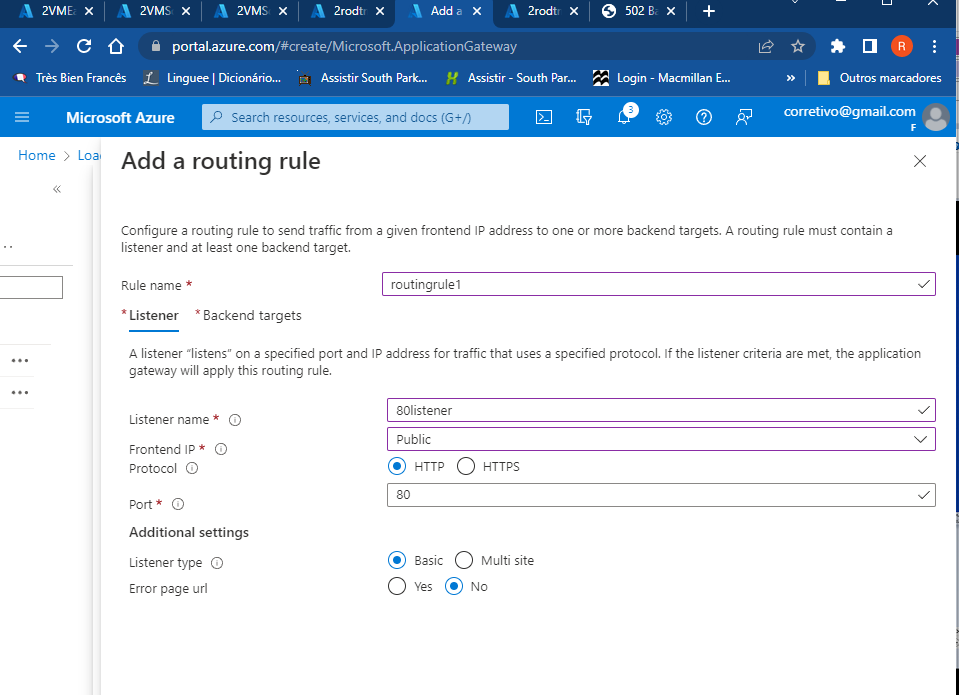 2VMEa
2VMSc
2VMSc
2rodtr
Add a
2rodtr
502 Ba
portal.azure.com/#create/Microsoft.ApplicationGateway
R
Très Bien Francês
Linguee | Dicionário...
Assistir South Park...
Assistir - South Par...
Login - Macmillan E...
»
Outros marcadores
Microsoft Azure
Search resources, services, and docs (G+/)
3
corretivo@gmail.com
F
Home > Loa
Add a routing rule
«
Configure a routing rule to send traffic from a given frontend IP address to one or more backend targets. A routing rule must contain a
listener and at least one backend target.
Rule name *
routingrule1
* Listener
* Backend targets
A listener “listens” on a specified port and IP address for traffic that uses a specified protocol. If the listener criteria are met, the application
gateway will apply this routing rule.
Listener name *
80listener
Frontend IP *
Public
Protocol
HTTP
HTTPS
Port *
80
Additional settings
Listener type
Basic
Multi site
Error page url
Yes
No